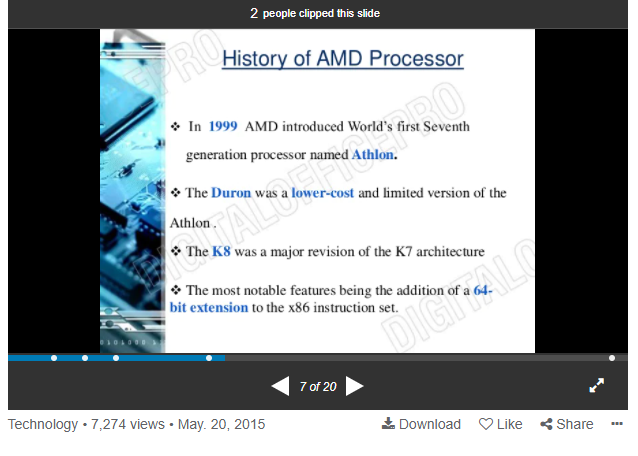 2 people clipped this slide
History of AMD Processor
❖ In 1999 AMD introduced World's first Seventh
generation processor named Athlon.
❖ The Duron was a lower-cost and limited version of the
Athlon .
❖ The K8 was a major revision of the K7 architecture
❖ The most notable features being the addition of a 64-
bit extension to the x86 instruction set.
DIGITALOFFICEPRO
7 of 20
Technology • 7,274 views • May. 20, 2015 Download Like Share ...